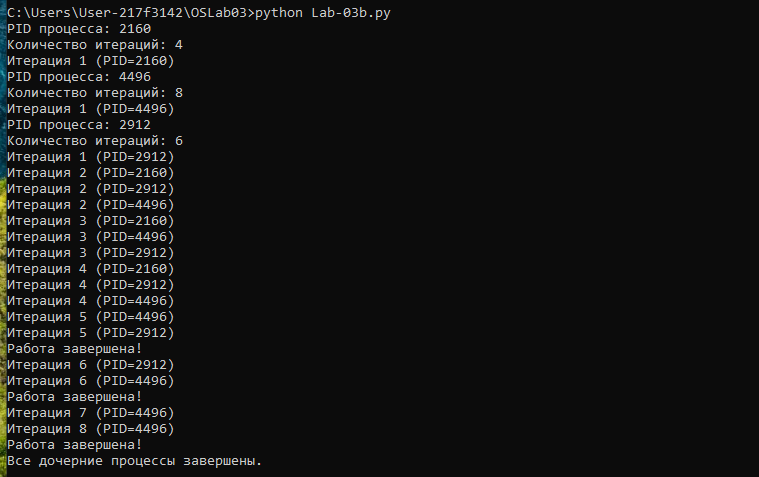 C:\Users\User-217f3142\OSLab03>python Lab-03b.py
PID процесса: 2160
Количество итераций: 4
Итерация 1 (PID=2160)
PID процесса: 4496
Количество итераций: 8
Итерация 1 (PID=4496)
PID процесса: 2912
Количество итераций: 6
Итерация 1 (PID=2912)
Итерация 2 (PID=2160)
Итерация 2 (PID=2912)
Итерация 2 (PID=4496)
Итерация 3 (PID=2160)
Итерация 3 (PID=4496)
Итерация 3 (PID=2912)
Итерация 4 (PID=2160)
Итерация 4 (PID=2912)
Итерация 4 (PID=4496)
Итерация 5 (PID=4496)
Итерация 5 (PID=2912)
Работа завершена!
Итерация 6 (PID=2912)
Итерация 6 (PID=4496)
Работа завершена!
Итерация 7 (PID=4496)
Итерация 8 (PID=4496)
Работа завершена!
Все дочерние процессы завершены.